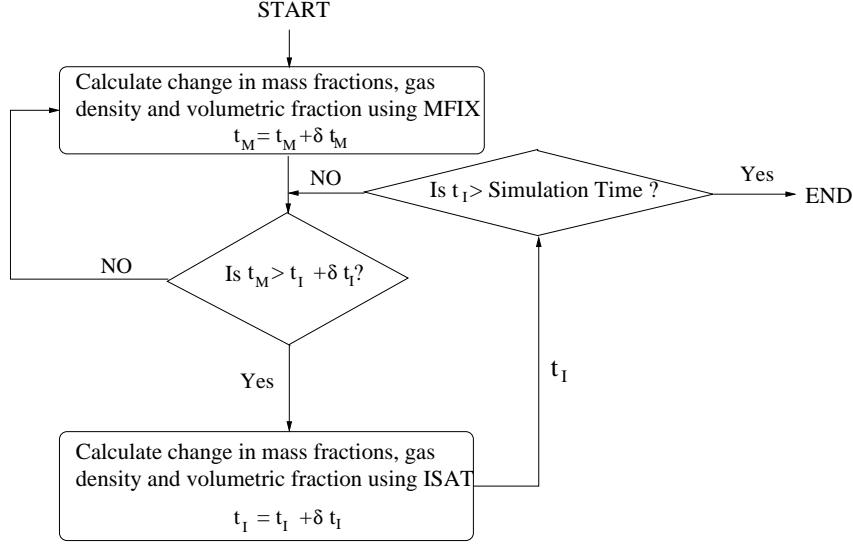 START
Calculate change in mass fractions, gas
density and volumetric fraction using MFIX
t_M = t_M + δ t_M
NO
Is t_I > Simulation Time ?
Yes
END
NO
Is t_M > t_I + δ t_I?
Yes
t_I
Calculate change in mass fractions, gas
density and volumetric fraction using ISAT
t_I = t_I + δ t_I